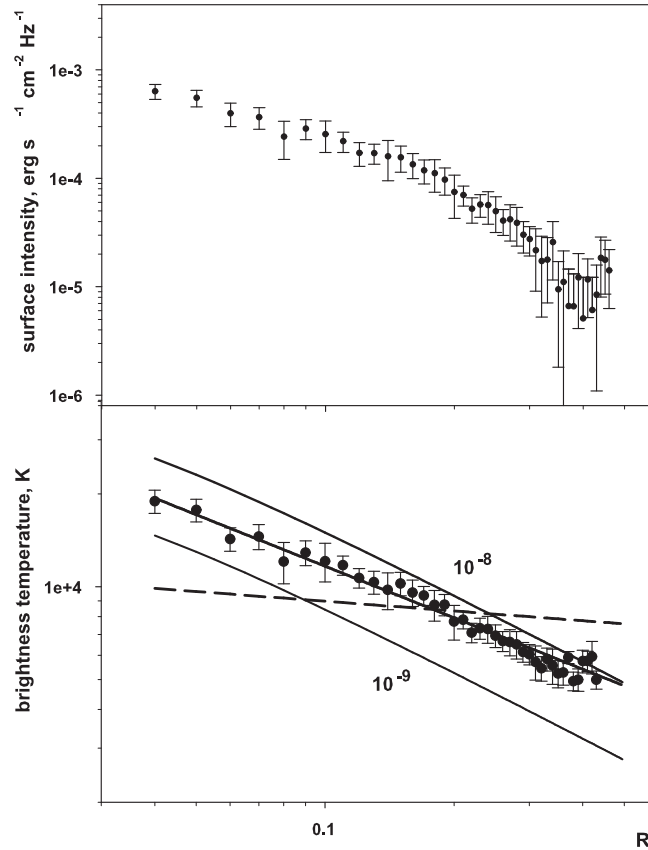 surface intensity, erg s⁻¹ cm⁻² Hz⁻¹
1e-3
1e-4
1e-5
1e-6
brightness temperature, K
1e+4
10⁻⁸
10⁻⁹
0.1
R